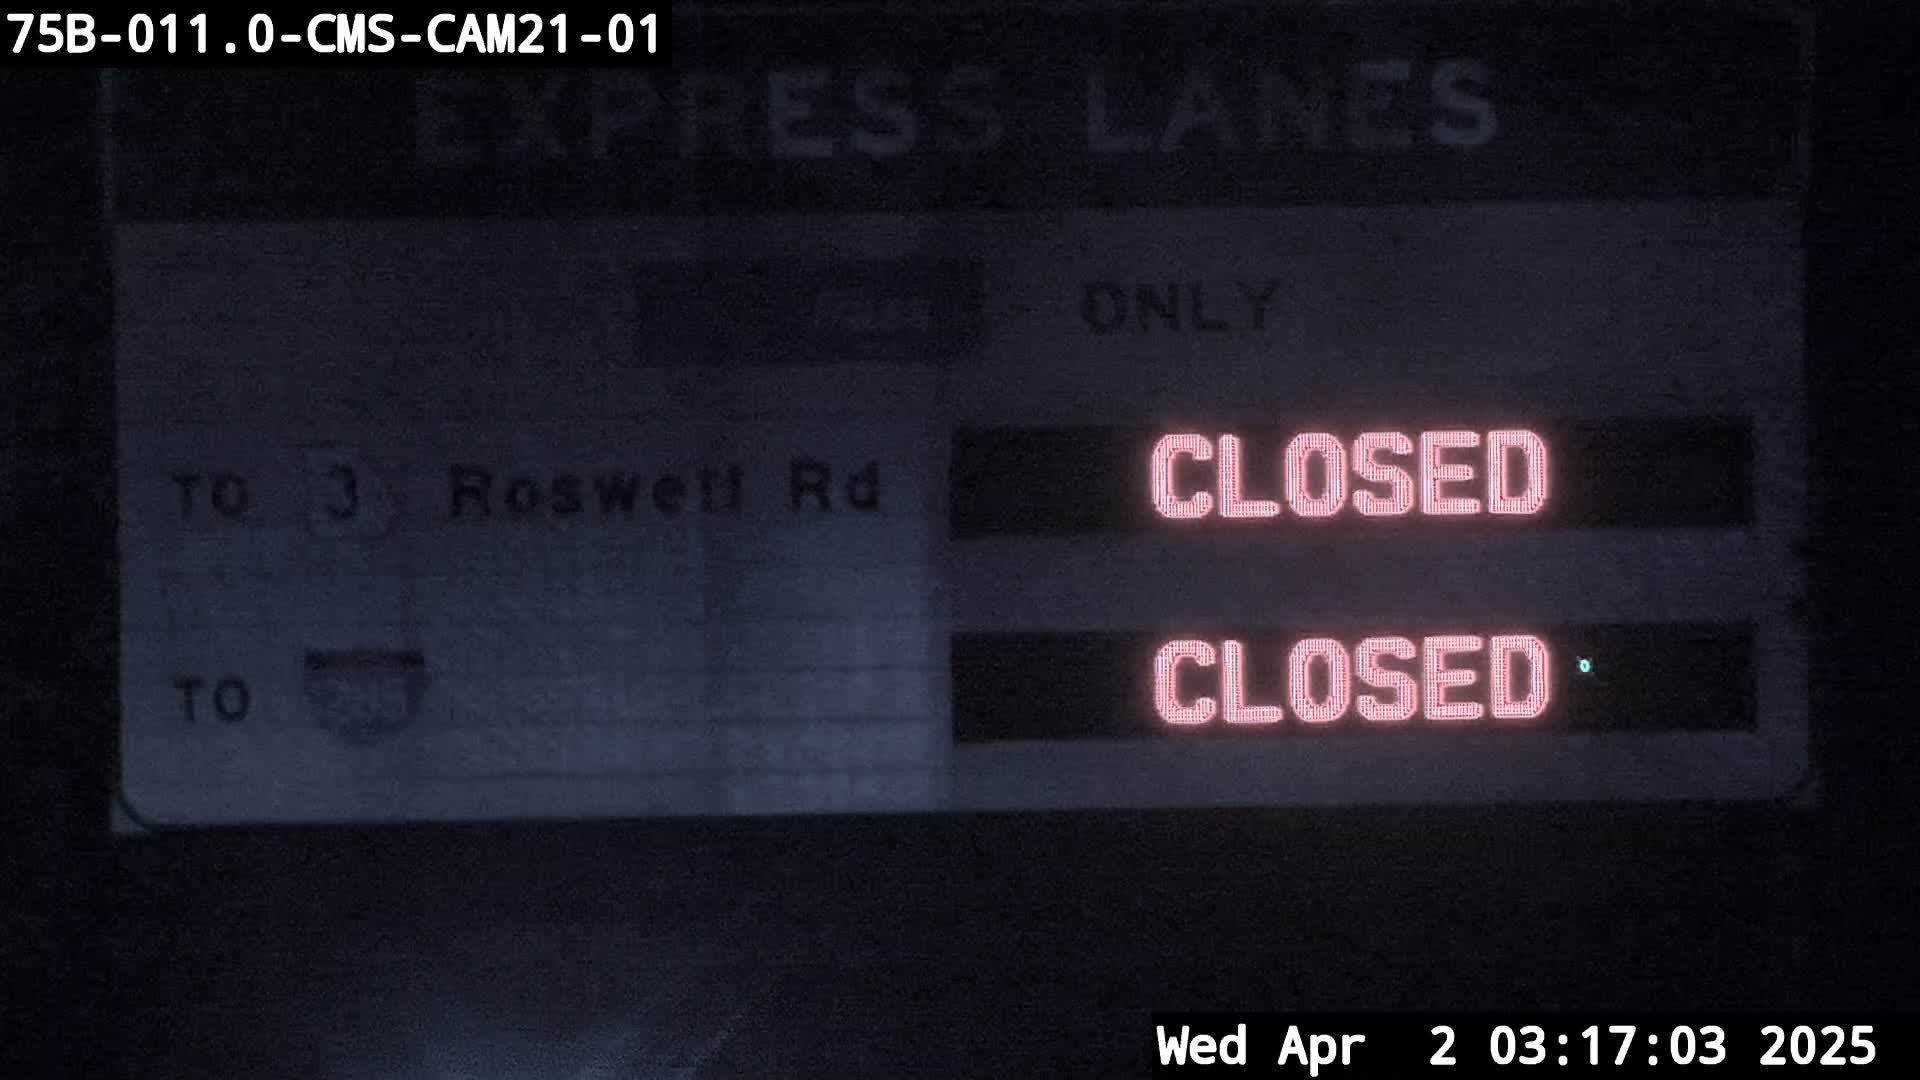 75B-011.0-CMS-CAM21-01
EXPRESS LANES
ONLY
TO 3 Roswell Rd CLOSED
TO CLOSED
Wed Apr 2 03:17:03 2025